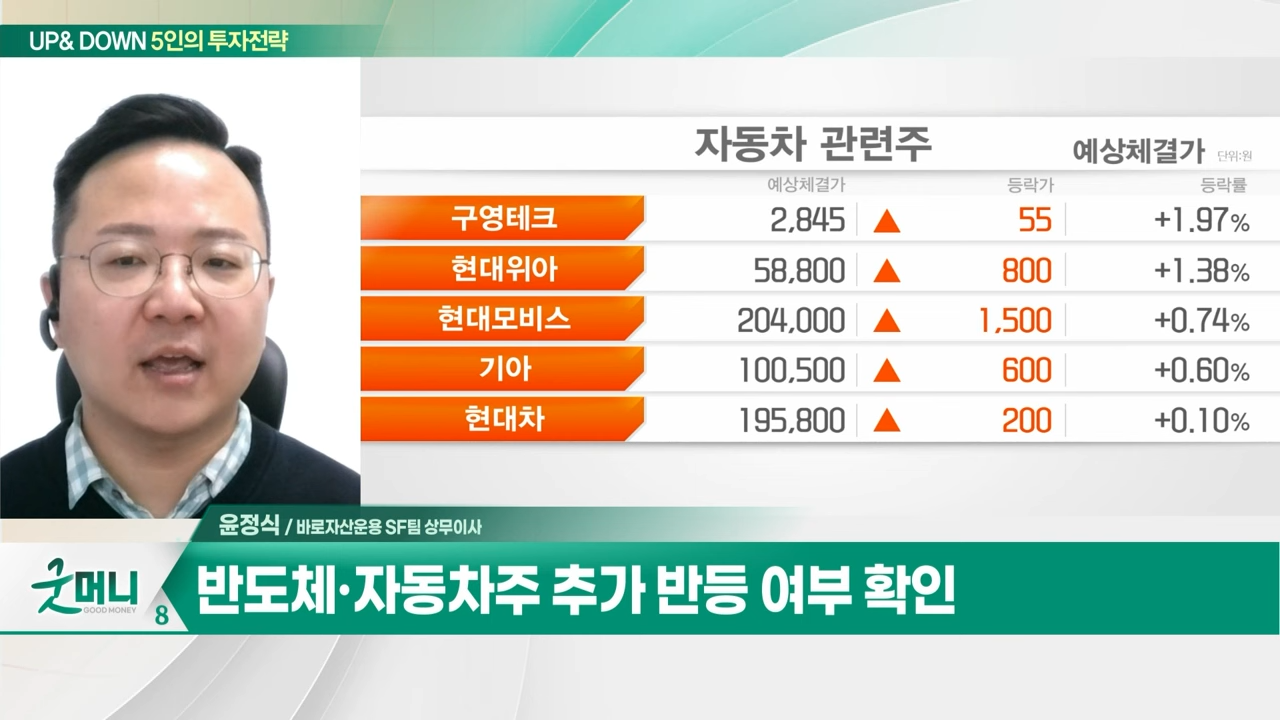 UP& DOWN 5인의 투자전략
자동차 관련주
예상체결가 단위:원
예상체결가 등락가 등락률
구영테크 2,845 ▲ 55 +1.97%
현대위아 58,800 ▲ 800 +1.38%
현대모비스 204,000 ▲ 1,500 +0.74%
기아 100,500 ▲ 600 +0.60%
현대차 195,800 ▲ 200 +0.10%
윤정식 / 바로자산운용 SF팀 상무이사
굿머니
GOOD MONEY
8
반도체·자동차주 추가 반등 여부 확인